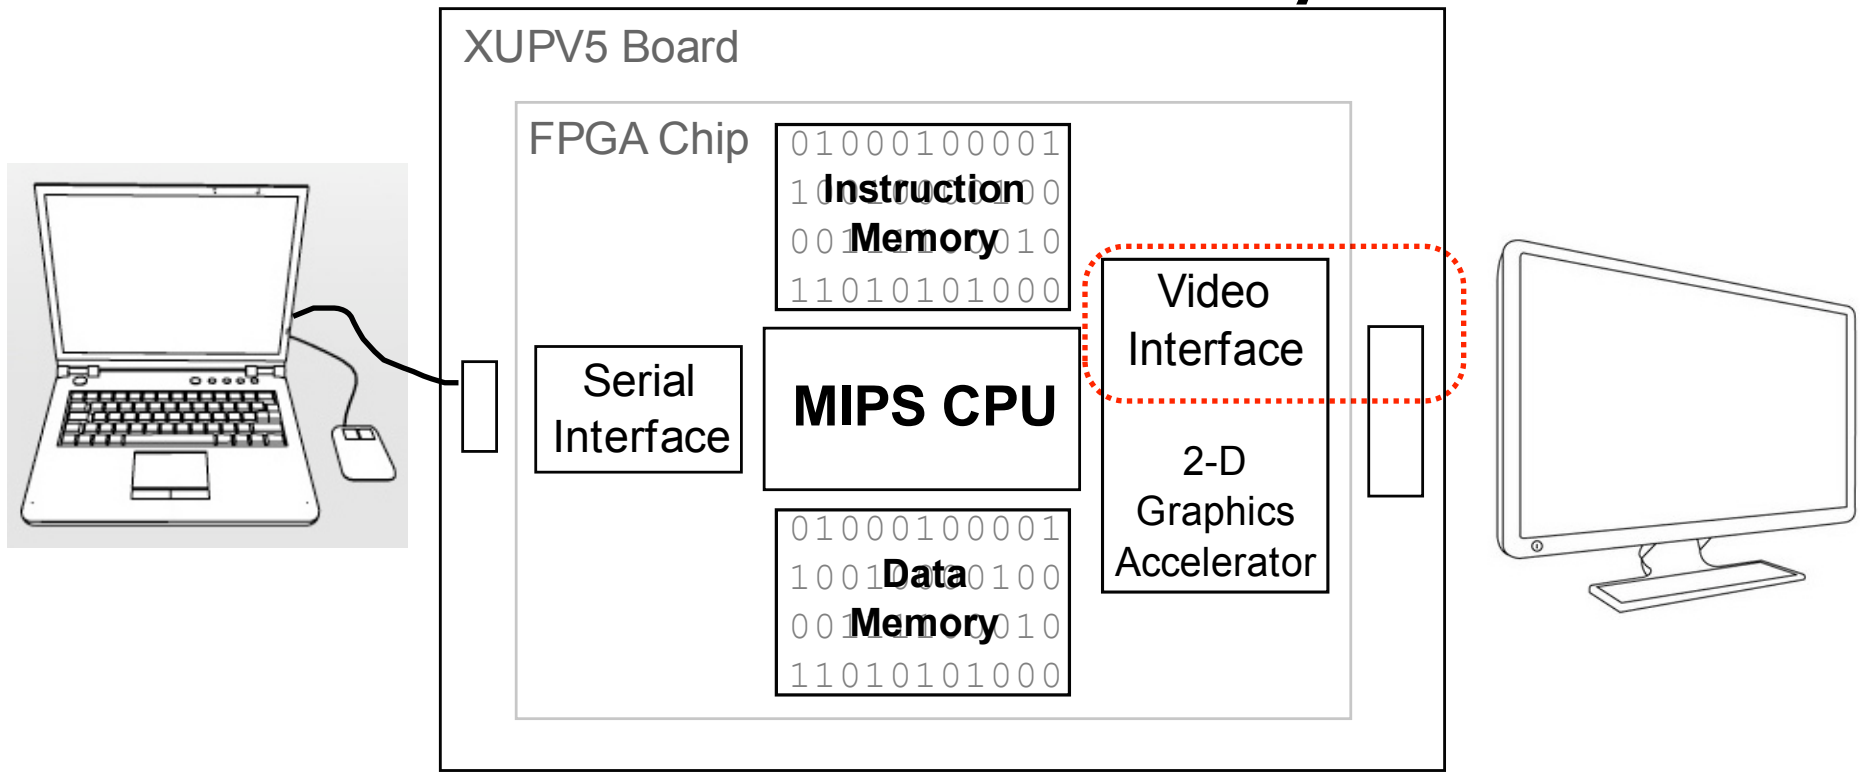 XUPV5 Board
FPGA Chip
01000100001
Instruction
Memory
11010101000
Serial
Interface
MIPS CPU
01000100001
Data
Memory
11010101000
Video
Interface
2-D
Graphics
Accelerator